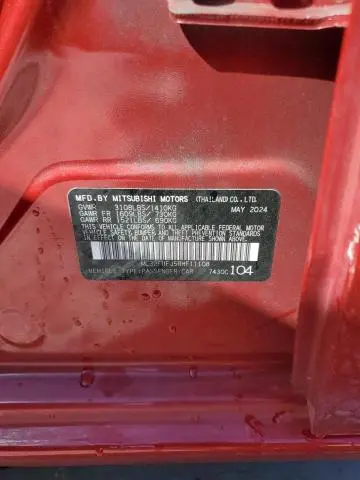 MFD.BY MITSUBISHI MOTORS (THAILAND)CO.,LTD.
GVWR 3108LBS/1410KG MAY 2024
GAWR FR 1609LBS/ 730KG
GAWR RR 1521LBS/ 690KG
THIS VEHICLE CONFORMS TO ALL APPLICABLE
FEDERAL MOTOR VEHICLE SAFETY, BUMPER, AND
THEFT PREVENTION STANDARDS IN EFFECT ON
THE DATE OF MANUFACTURE SHOWN ABOVE.
VEHICLE TYPE:PASSENGER CAR 7430C 104